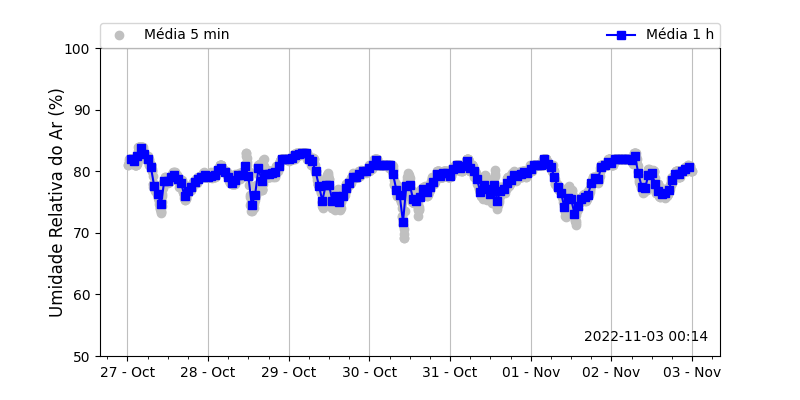 Média 5 min Média 1 h
Umidade Relativa do Ar (%)
100
90
80
70
60
50
2022-11-03 00:14
27 - Oct 28 - Oct 29 - Oct 30 - Oct 31 - Oct 01 - Nov 02 - Nov 03 - Nov